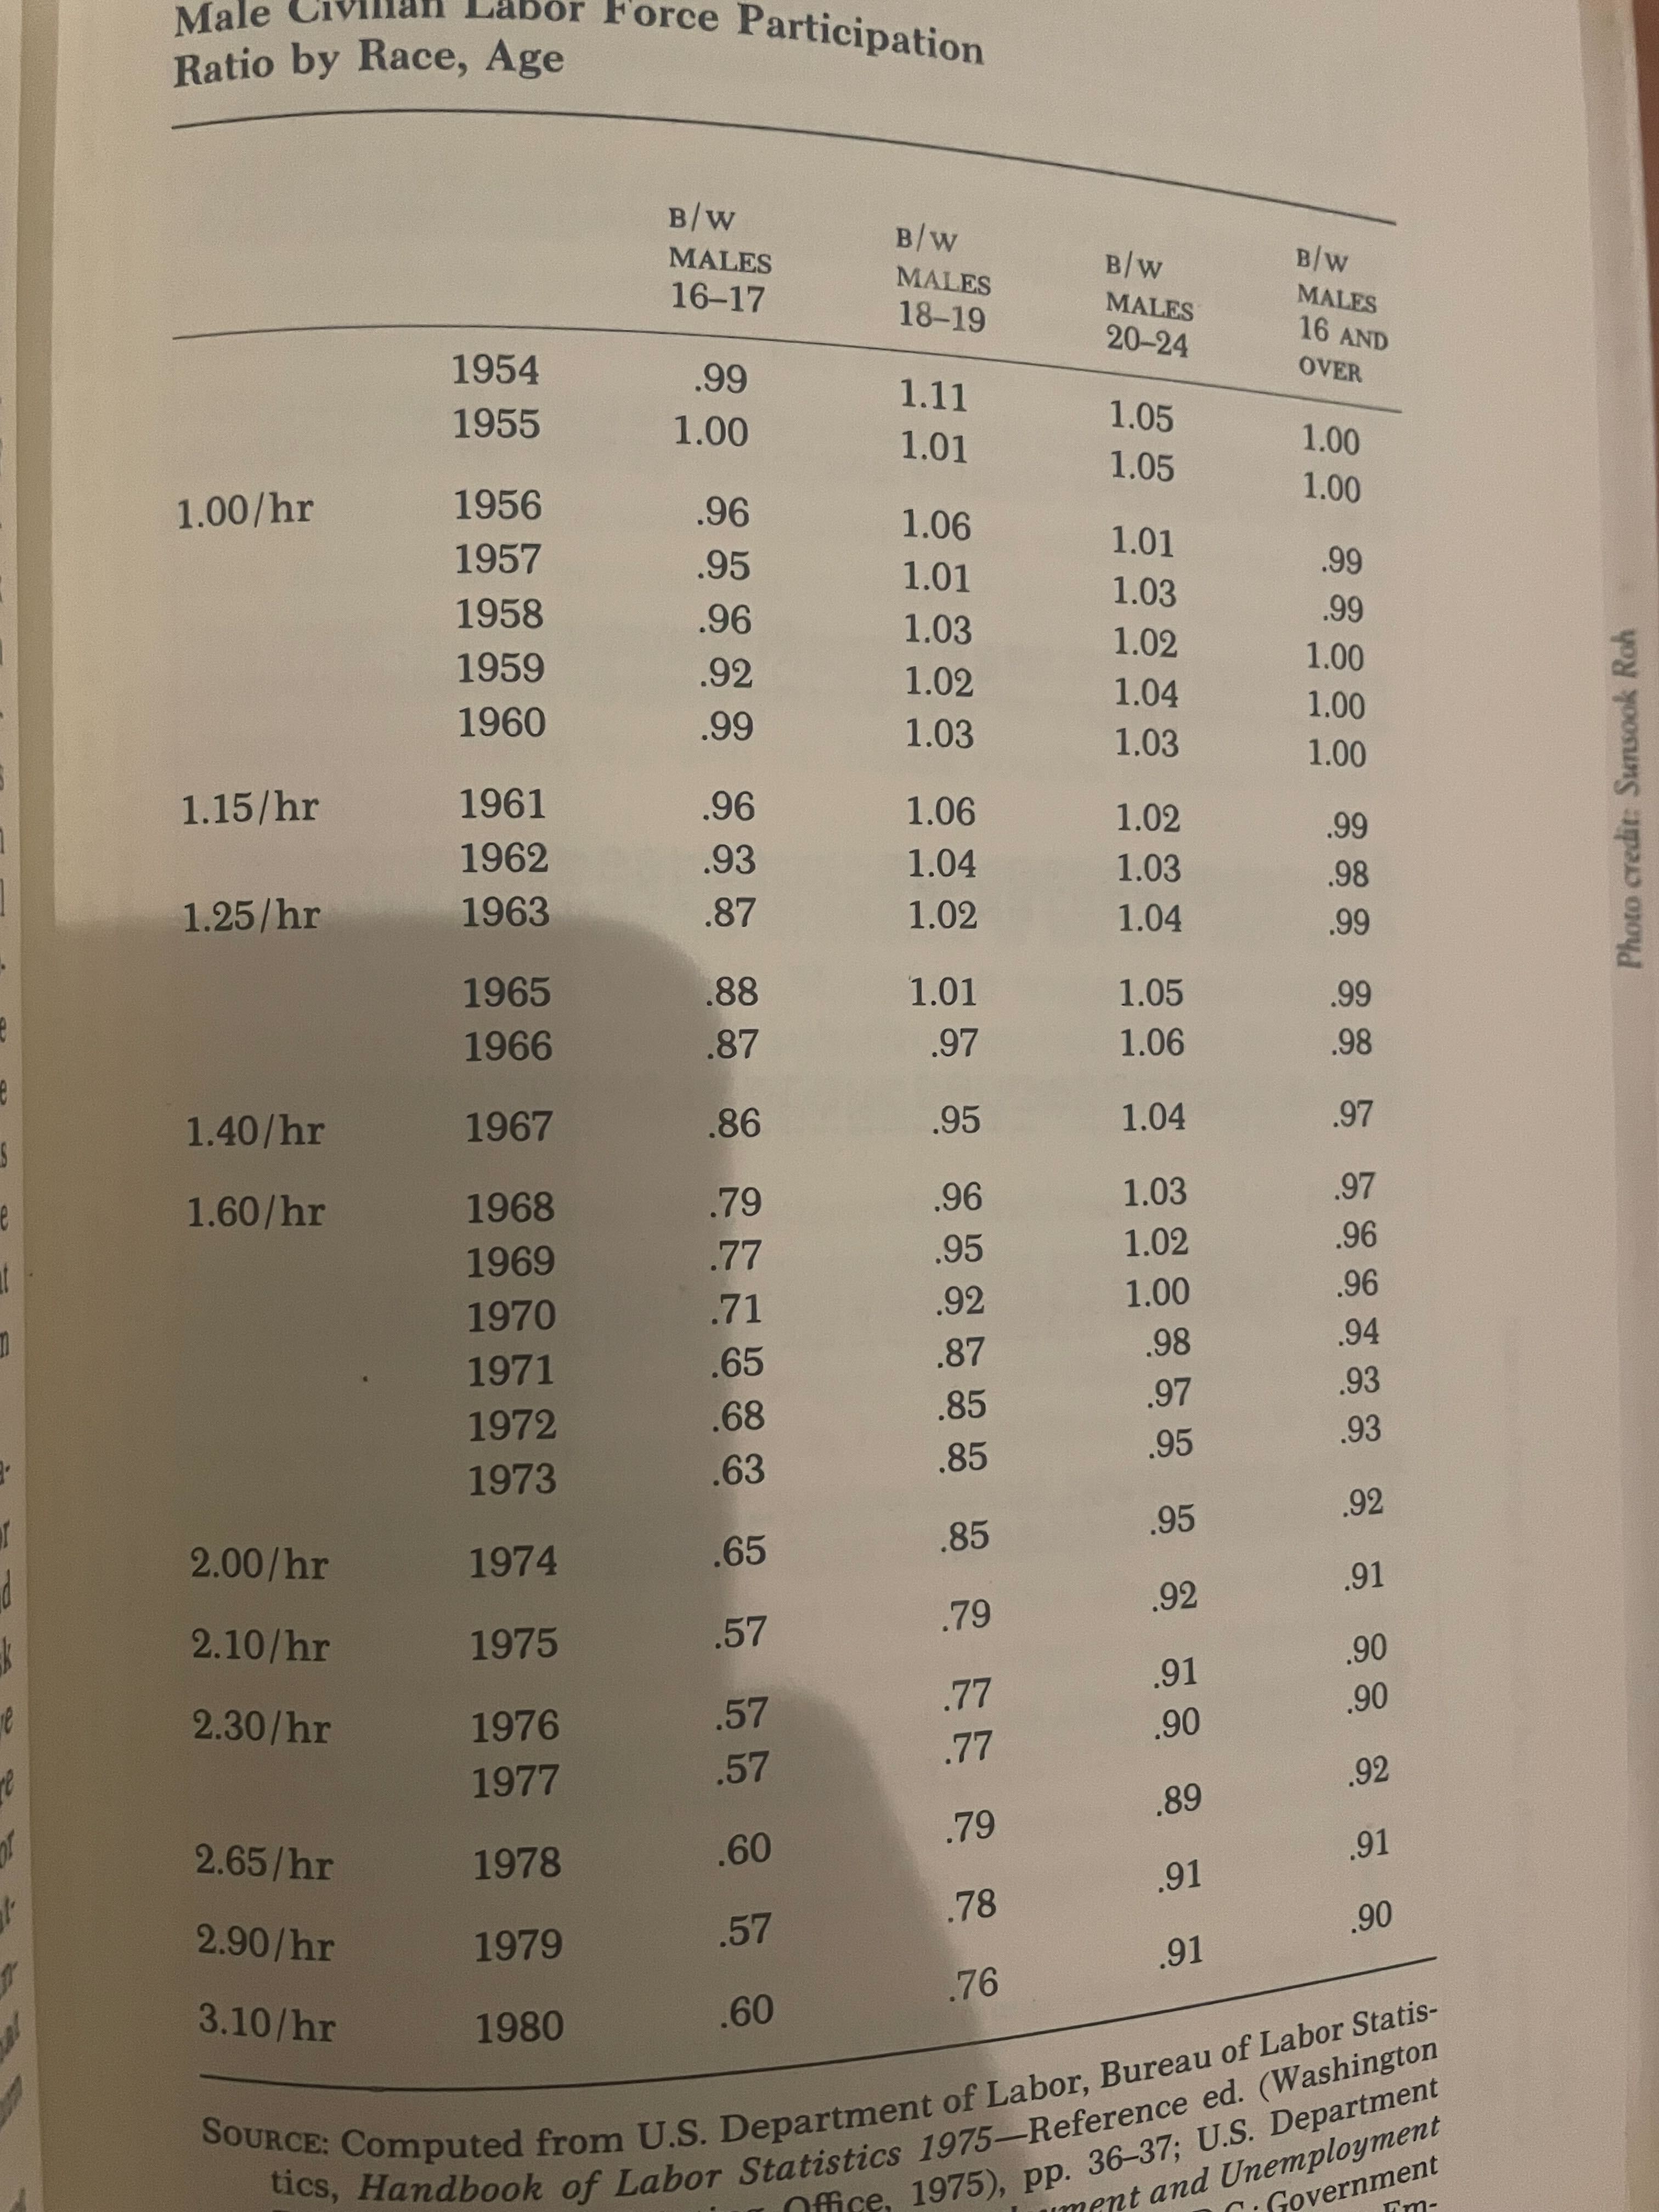 Male Civilian Labor Force Participation
Ratio by Race, Age
B/W MALES 16–17 B/W MALES 18–19 B/W MALES 20–24 B/W MALES 16 AND OVER
1954 .99 1.11 1.05 1.00
1955 1.00 1.01 1.05 1.00
1.00/hr 1956 .96 1.06 1.01 .99
1957 .95 1.01 1.03 .99
1958 .96 1.03 1.02 1.00
1959 .92 1.02 1.04 1.00
1960 .99 1.03 1.03 1.00
1.15/hr 1961 .96 1.06 1.02 .99
1962 .93 1.04 1.03 .98
1.25/hr 1963 .87 1.02 1.04 .99
1965 .88 1.01 1.05 .99
1966 .87 .97 1.06 .98
1.40/hr 1967 .86 .95 1.04 .97
1.60/hr 1968 .79 .96 1.03 .97
1969 .77 .95 1.02 .96
1970 .71 .92 1.00 .96
1971 .65 .87 .98 .94
1972 .68 .85 .97 .93
1973 .63 .85 .95 .93
2.00/hr 1974 .65 .85 .95 .92
2.10/hr 1975 .57 .79 .92 .91
2.30/hr 1976 .57 .77 .91 .90
1977 .57 .77 .90 .90
2.65/hr 1978 .60 .79 .89 .92
2.90/hr 1979 .57 .78 .91 .91
3.10/hr 1980 .60 .76 .91 .90
SOURCE: Computed from U.S. Department of Labor, Bureau of Labor Statis-
tics, Handbook of Labor Statistics 1975—Reference ed. (Washington
Office, 1975), pp. 36–37; U.S. Department
and Unemployment
Government
Em-
Photo credit: Sunsook Roh